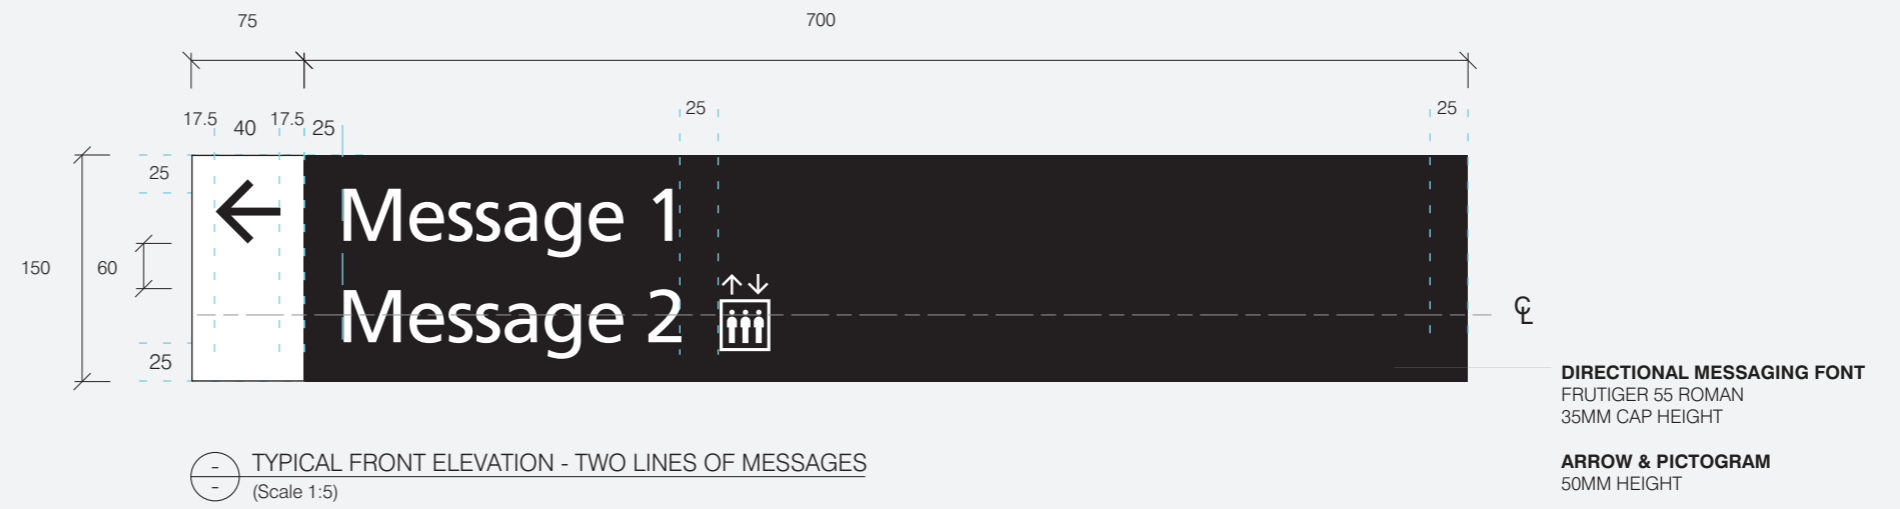 75
700
17.5
40
17.5
25
25
25
25
Message 1
150
60
Message 2
℄
25
DIRECTIONAL MESSAGING FONT
FRUTIGER 55 ROMAN
35MM CAP HEIGHT
TYPICAL FRONT ELEVATION - TWO LINES OF MESSAGES
(Scale 1:5)
-
-
ARROW & PICTOGRAM
50MM HEIGHT